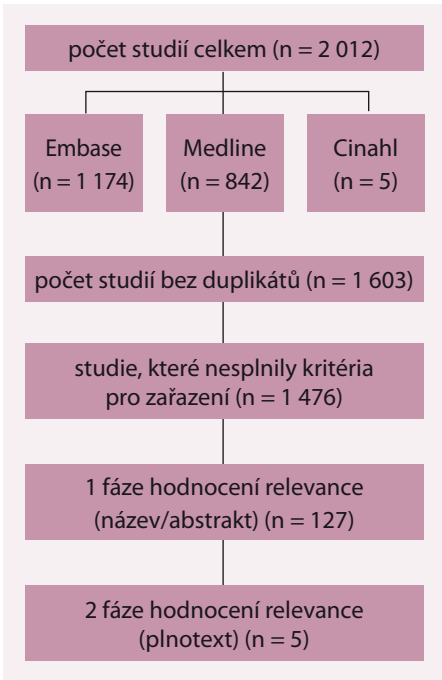 počet studií celkem (n = 2 012)
Embase
(n = 1 174)
Medline
(n = 842)
Cinahl
(n = 5)
počet studií bez duplikátů (n = 1 603)
studie, které nesplnily kritéria
pro zařazení (n = 1 476)
1 fáze hodnocení relevance
(název/abstrakt) (n = 127)
2 fáze hodnocení relevance
(plnotext) (n = 5)